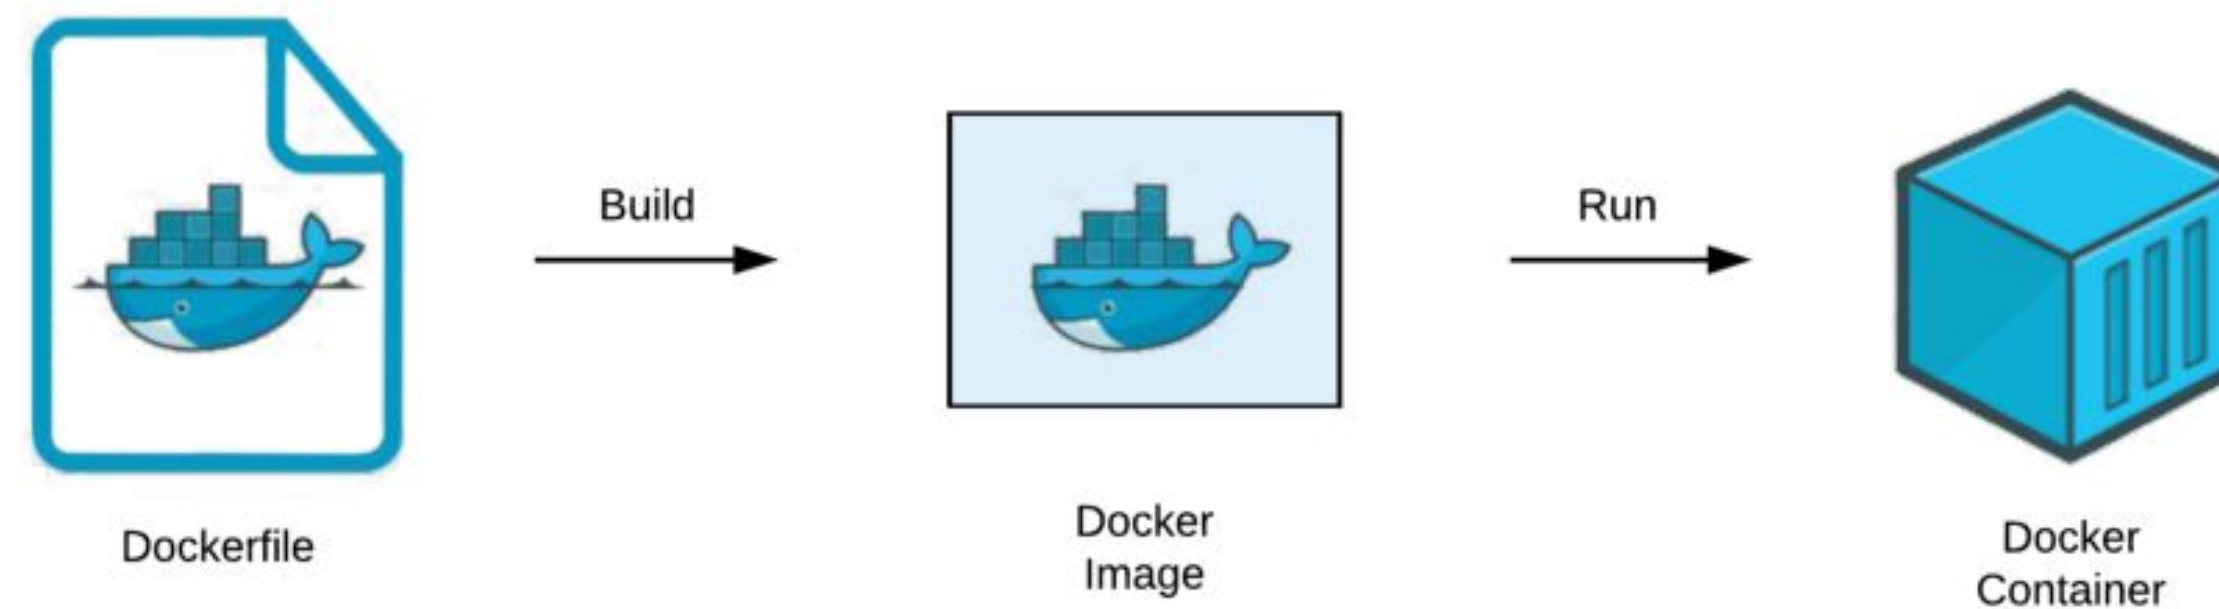 Build
Run
Dockerfile
Docker
Image
Docker
Container